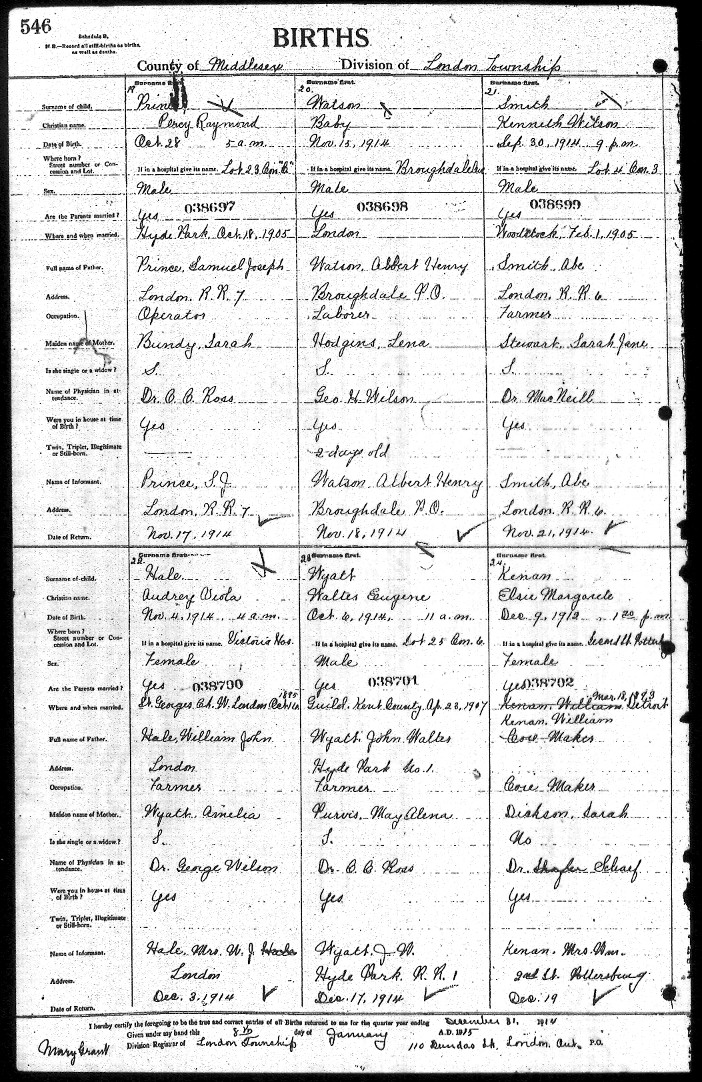 546
Schedule B.
N. B.—Record all still-births as births, as well as deaths.
BIRTHS
County of Middlesex Division of London Township
Surname first. Surname first. Surname first.
19. 20. 21.
Surname of child. Prince Watson Smith
Christian name. Percy Raymond Baby Kenneth Wilson
Date of Birth. Oct 28 5 a.m. Nov. 15, 1914 Sep. 30, 1914 9 p.m.
Where born? Street number or Concession and Lot. If in a hospital give its name. Lot 23 Con "C" If in a hospital give its name. Broughdale If in a hospital give its name. Lot 4 Con. 3
Sex. Male Male Male
038697 038698 038699
Are the Parents married? Yes Yes Yes
Where and when married. Hyde Park Oct. 18, 1905 London Woodstock Feb. 1, 1905
Full name of Father. Prince, Samuel Joseph Watson, Albert Henry Smith, Abe
Address. London, R.R. 7 Broughdale P.O. London, R.R. 6
Occupation. Operator Laborer Farmer
Maiden name of Mother. Bundy, Sarah Hodgins, Lena Stewart, Sarah Jane
Is she single or a widow? S. S. S.
Name of Physician in attendance. Dr. C. C. Ross Geo. H. Wilson Dr. MacNeill
Were you in house at time of Birth? Yes Yes Yes
Twin, Triplet, Illegitimate or Still-born. 2 days old
Name of Informant. Prince, S. J. Watson, Albert Henry Smith, Abe
Address. London, R.R. 7 Broughdale P.O. London, R.R. 6.
Date of Return. Nov. 17, 1914 Nov. 18, 1914 Nov. 21, 1914
Surname first. Surname first. Surname first.
22. 23. 24.
Surname of child. Hale Wyatt Kenan
Christian name. Audrey Viola Walter Eugene Elsie Margarete
Date of Birth. Nov. 4, 1914 4 a.m. Oct. 6, 1914. 11 a.m. Dec 9, 1913 1 20 p.m.
Where born? Street number or Concession and Lot. If in a hospital give its name. Victoria Hos. If in a hospital give its name. Lot 25 Con. 6. If in a hospital give its name. Second St.
Sex. Female Male Female
038700 038701 038702
Are the Parents married? Yes Yes Yes
Where and when married. St. Georges Ch. W. London Oct 1895 Guild. Kent County, Ap. 23, 1907 Kenan, William Detroit Mar. 18,
Kenan, William
Full name of Father. Hale, William John Wyatt, John Walter Core Maker
Address. London Hyde Park No. 1.
Occupation. Farmer Farmer Core Maker
Maiden name of Mother. Wyatt, Amelia Purvis, May Alena Dickson, Sarah
Is she single or a widow? S. S. No
Name of Physician in attendance. Dr. George Wilson Dr. C. C. Ross Dr. Scharf
Were you in house at time of Birth? Yes Yes Yes
Twin, Triplet, Illegitimate or Still-born.
Name of Informant. Hale, Mrs. W. J. Hale Wyatt, J. W. Kenan, Mrs. Wm.
Address London Hyde Park R.R. 1 2nd St. Pottersburg
Date of Return. Dec. 3, 1914 Dec. 17, 1914 Dec. 19
I hereby certify the foregoing to be the true and correct entries of all Births returned to me for the quarter year ending December 31, 1914
Given under my hand this 8th day of January A.D. 1915
Mary Grant Division Registrar of London Township 110 Dundas St., London, Ont. P.O.